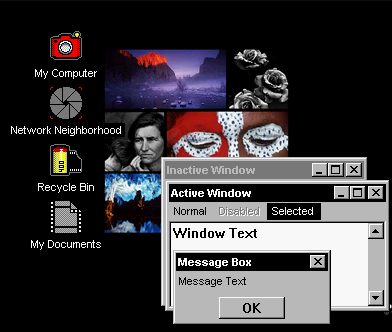 My Computer
Network Neighborhood
Recycle Bin
My Documents
Inactive Window
Active Window
Normal Disabled Selected
Window Text
Message Box
Message Text
OK